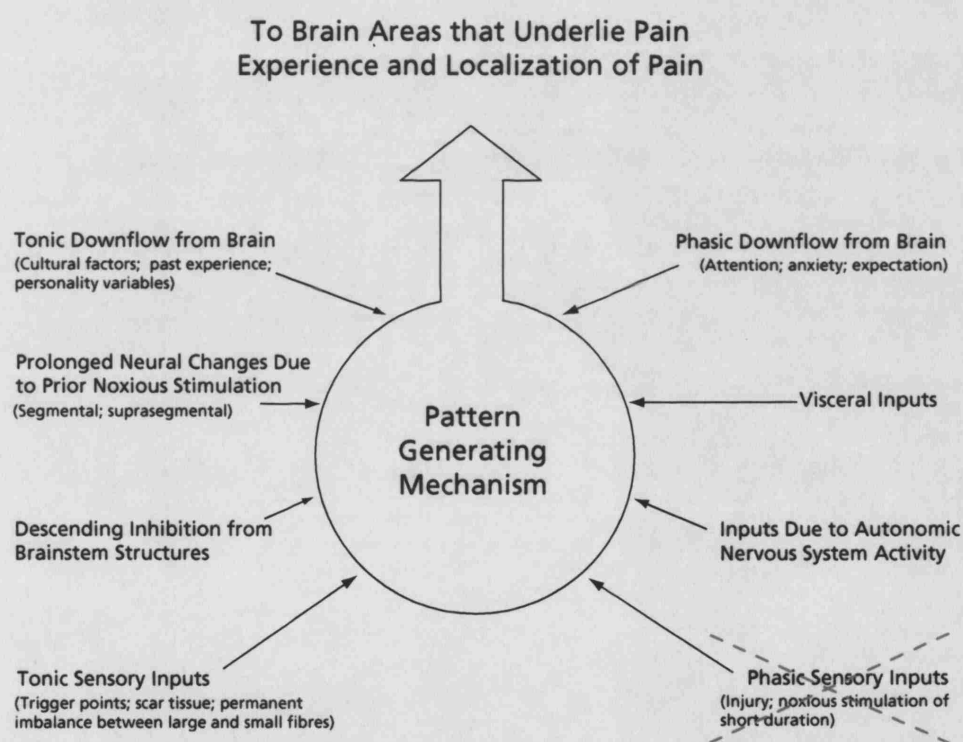 To Brain Areas that Underlie Pain
Experience and Localization of Pain
Tonic Downflow from Brain
(Cultural factors; past experience;
personality variables)
Phasic Downflow from Brain
(Attention; anxiety; expectation)
Prolonged Neural Changes Due
to Prior Noxious Stimulation
(Segmental; suprasegmental)
Visceral Inputs
Pattern
Generating
Mechanism
Descending Inhibition from
Brainstem Structures
Inputs Due to Autonomic
Nervous System Activity
Tonic Sensory Inputs
(Trigger points; scar tissue; permanent
imbalance between large and small fibres)
Phasic Sensory Inputs
(Injury; noxious stimulation of
short duration)